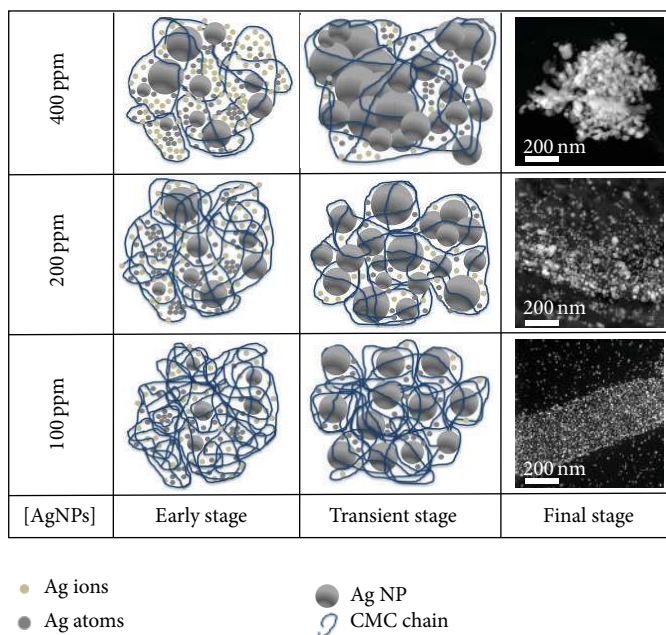 400 ppm
200 nm
200 ppm
200 nm
100 ppm
200 nm
[AgNPs] Early stage Transient stage Final stage
Ag ions Ag NP
Ag atoms CMC chain